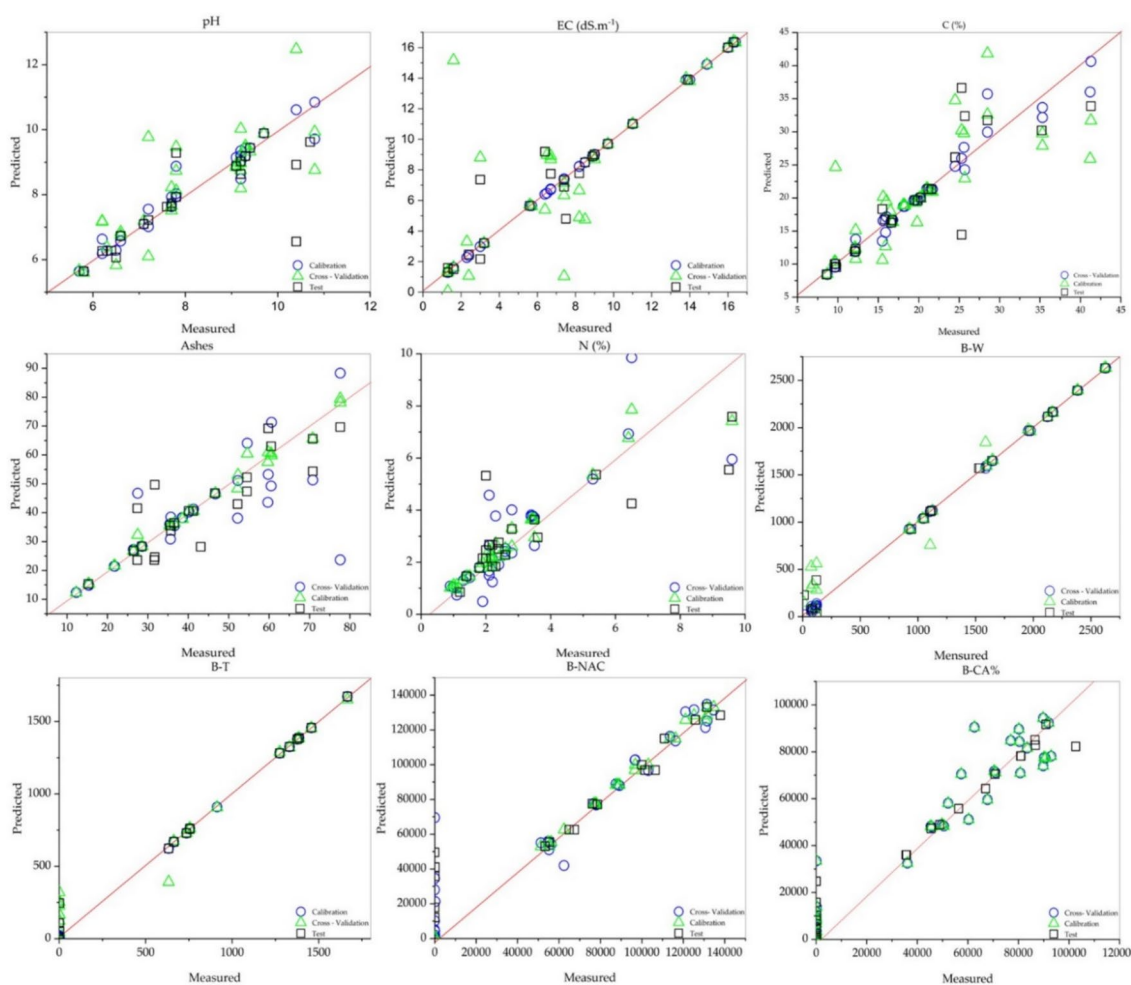 pH
12
10
8
6
6 8 10 12
Predicted
Measured
Calibration
Cross - Validation
Test
EC (dS.m⁻¹)
16
14
12
10
8
6
4
2
0
0 2 4 6 8 10 12 14 16
Predicted
Measured
Calibration
Cross - Validation
Test
C (%)
45
40
35
30
25
20
15
10
5
5 10 15 20 25 30 35 40 45
Predicted
Measured
Cross - Validation
Calibration
Test
Ashes
90
80
70
60
50
40
30
20
10
10 20 30 40 50 60 70 80
Predicted
Measured
Cross- Validation
Calibration
Test
N (%)
10
8
6
4
2
0
0 2 4 6 8 10
Predicted
Measured
Cross- Validation
Calibration
Test
B-W
2500
2000
1500
1000
500
0
0 500 1000 1500 2000 2500
Predicted
Mensured
Cross - Validation
Calibration
Test
B-T
1500
1000
500
0
0 500 1000 1500
Predicted
Measured
Calibration
Cross - Validation
Test
B-NAC
140000
120000
100000
80000
60000
40000
20000
0
0 20000 40000 60000 80000 100000 120000 140000
Predicted
Measured
Cross- Validation
Calibration
Test
B-CA%
100000
80000
60000
40000
20000
0
0 20000 40000 60000 80000 100000 12000
Predicted
Measured
Cross- Validation
Calibration
Test